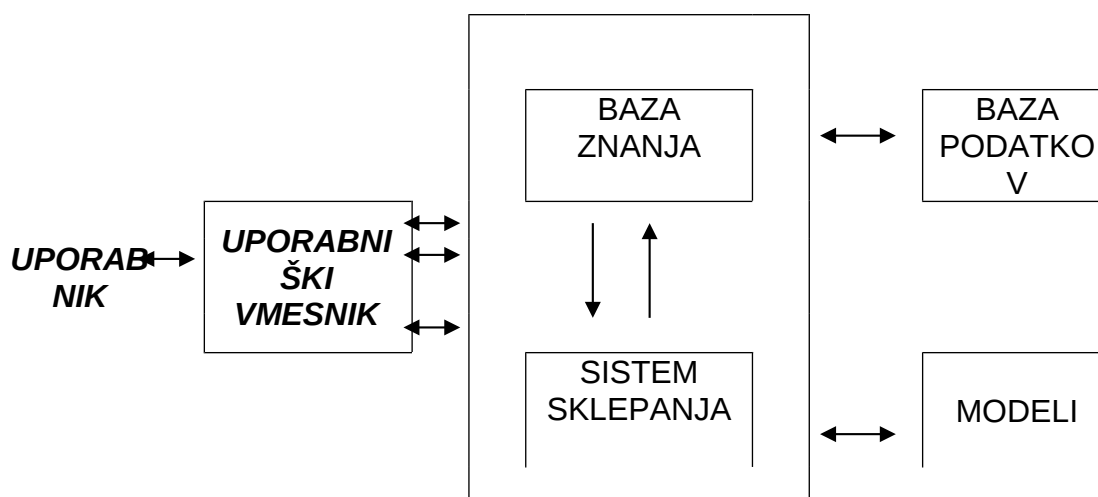 BAZA
ZNANJA
BAZA
PODATKO
V
UPORAB
NIK
UPORABNI
ŠKI
VMESNIK
SISTEM
SKLEPANJA
MODELI